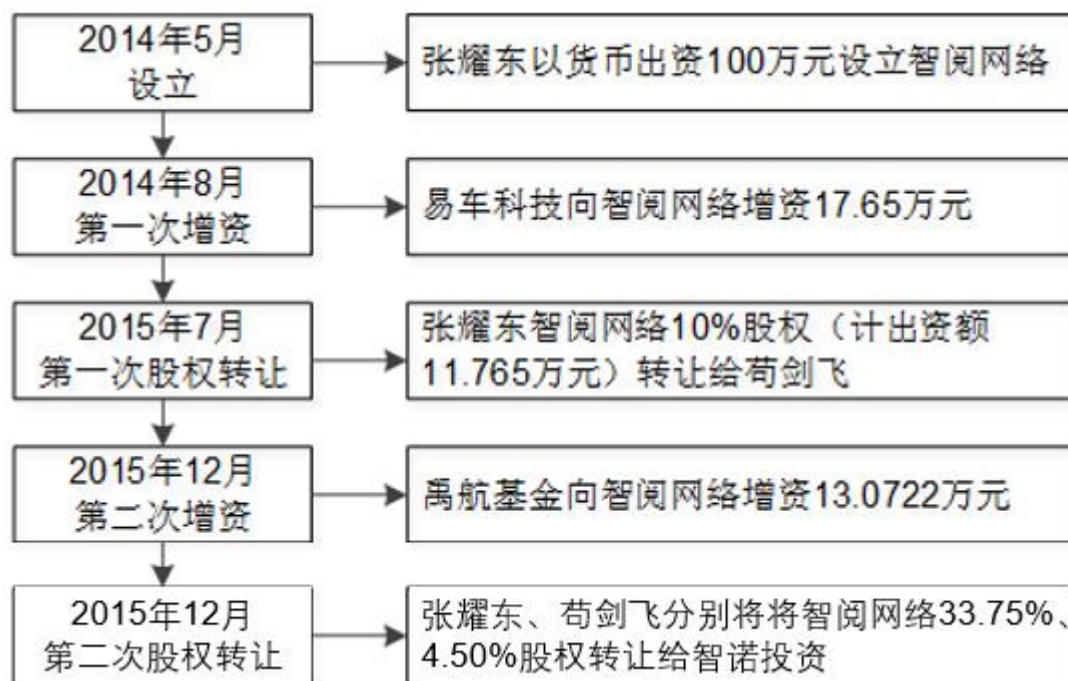 2014年5月
设立
张耀东以货币出资100万元设立智阅网络
2014年8月
第一次增资
易车科技向智阅网络增资17.65万元
2015年7月
第一次股权转让
张耀东智阅网络10%股权（计出资额
11.765万元）转让给苟剑飞
2015年12月
第二次增资
禹航基金向智阅网络增资13.0722万元
2015年12月
第二次股权转让
张耀东、苟剑飞分别将将智阅网络33.75%、
4.50%股权转让给智诺投资